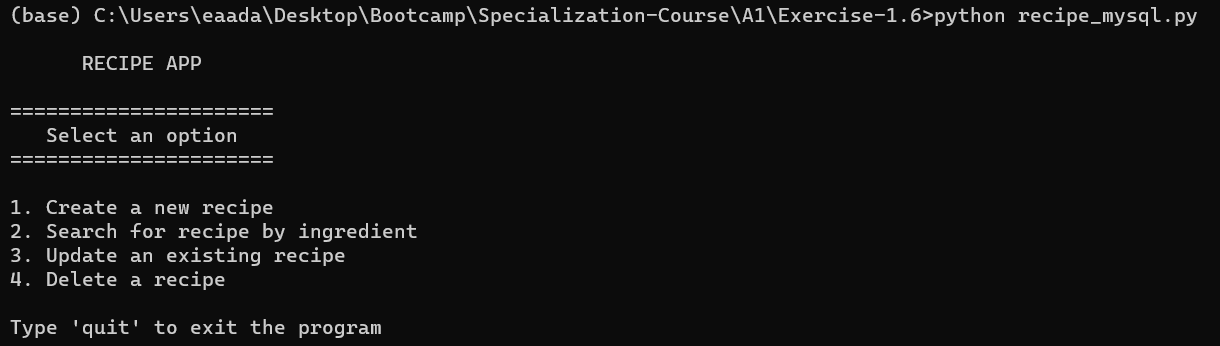 (base) C:\Users\eaada\Desktop\Bootcamp\Specialization-Course\A1\Exercise-1.6>python recipe_mysql.py
RECIPE APP
======================
Select an option
======================
1. Create a new recipe
2. Search for recipe by ingredient
3. Update an existing recipe
4. Delete a recipe
Type 'quit' to exit the program